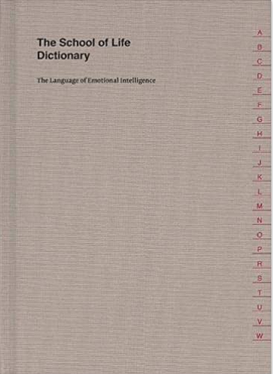 The School of Life
Dictionary
The Language of Emotional Intelligence
A
B
C
D
E
F
G
H
I
J
K
L
M
N
O
P
R
S
T
U
V
W